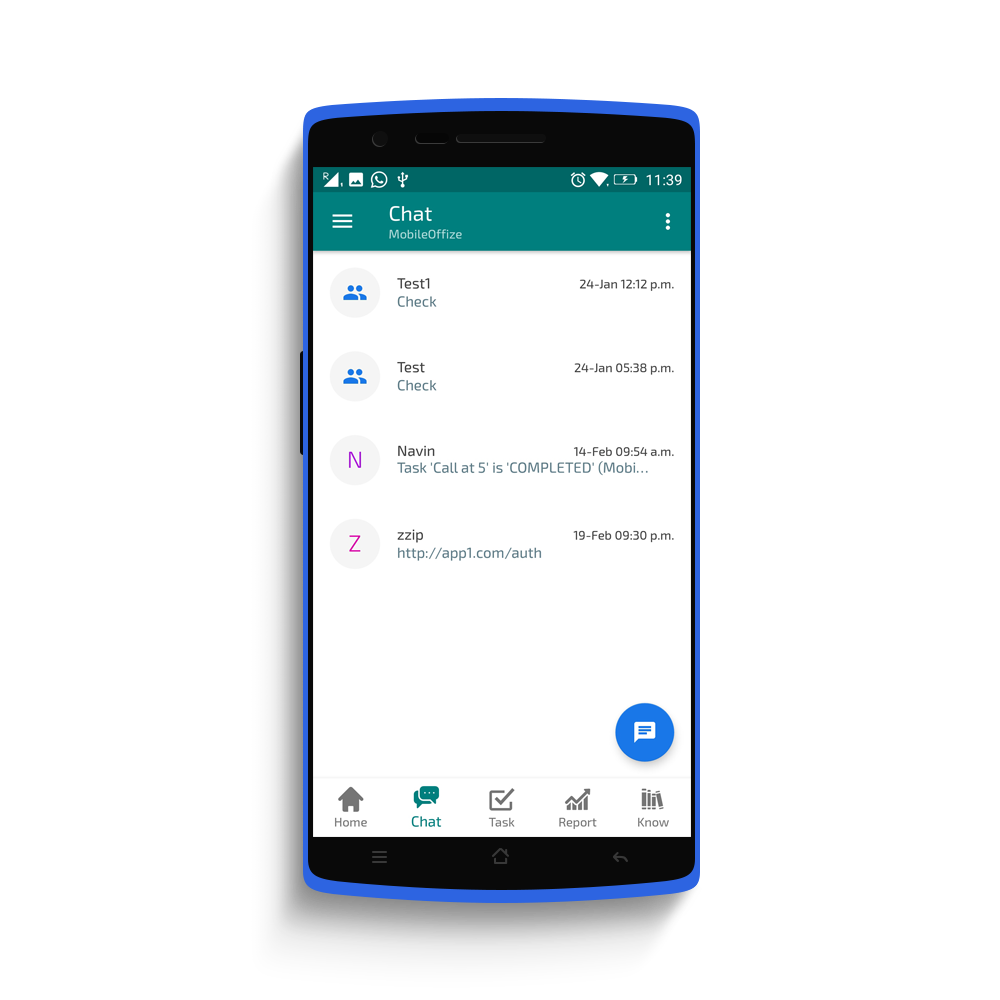 R 11:39
Chat
MobileOffize
Test1 24-Jan 12:12 p.m.
Check
Test 24-Jan 05:38 p.m.
Check
N Navin 14-Feb 09:54 a.m.
Task 'Call at 5' is 'COMPLETED' (Mobi...
Z zzip 19-Feb 09:30 p.m.
http://app1.com/auth
Home Chat Task Report Know